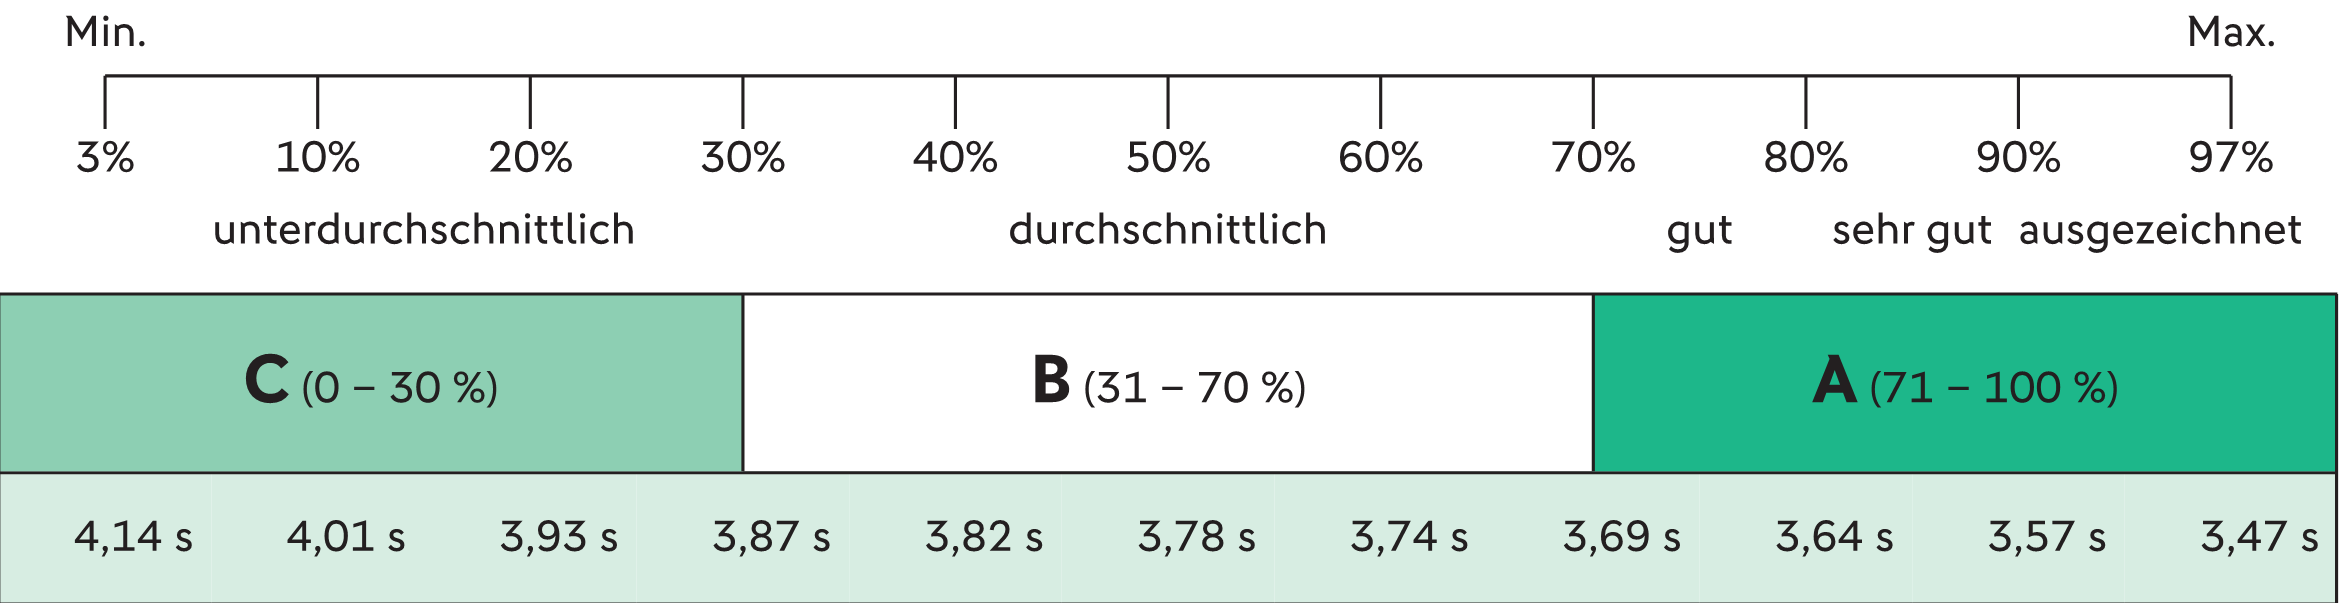 Min. Max.
3% 10% 20% 30% 40% 50% 60% 70% 80% 90% 97%
unterdurchschnittlich durchschnittlich gut sehr gut ausgezeichnet
C (0 – 30 %) B (31 – 70 %) A (71 – 100 %)
4,14 s 4,01 s 3,93 s 3,87 s 3,82 s 3,78 s 3,74 s 3,69 s 3,64 s 3,57 s 3,47 s